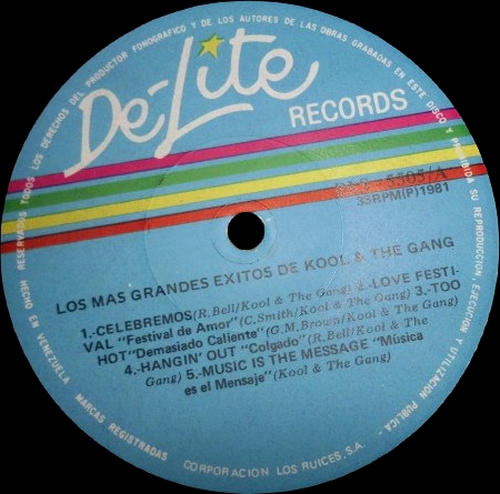 HECHO EN VENEZUELA RESERVADOS TODOS LOS DERECHOS DEL PRODUCTOR FONOGRAFICO Y DE LOS AUTORES DE LAS OBRAS GRABADAS EN ESTE DISCO Y PROHIBIDA SU REPRODUCCION, EJECUCION Y UTILIZACION PUBLICA -
De-Lite
RECORDS
5505/A
33RPM(P)1981
LOS MAS GRANDES EXITOS DE KOOL & THE GANG
1.-CELEBREMOS (R.Bell/Kool & The Gang) 2.-LOVE FESTI-
VAL "Festival de Amor" (C.Smith/Kool & The Gang) 3.-TOO
HOT "Demasiado Caliente" (G.M.Brown/Kool & The Gang)
4.-HANGIN' OUT "Colgado" (R.Bell/Kool & The
Gang) 5.-MUSIC IS THE MESSAGE "Música
es el Mensaje" (Kool & The Gang)
MARCAS REGISTRADAS
CORPORACION LOS RUICES, S.A.